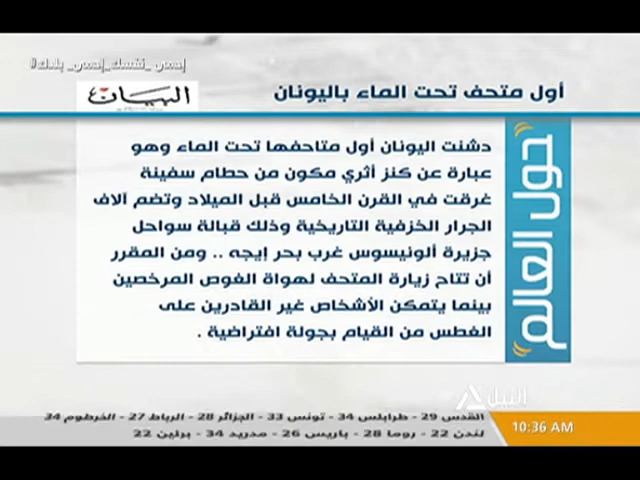 #إحمى_نفسك_إحمى_بلدك
أول متحف تحت الماء باليونان
البيان
حول العالم
دشنت اليونان أول متاحفها تحت الماء وهو
عبارة عن كنز أثري مكون من حطام سفينة
غرقت في القرن الخامس قبل الميلاد وتضم آلاف
الجرار الخزفية التاريخية وذلك قبالة سواحل
جزيرة ألونيسوس غرب بحر إيجه .. ومن المقرر
أن تتاح زيارة المتحف لهواة الغوص المرخصين
بينما يتمكن الأشخاص غير القادرين على
الغطس من القيام بجولة افتراضية .
النيل
القدس 29 - طرابلس 34 - تونس 33 - الجزائر 28 - الرباط 27 - الخرطوم 34
لندن 22 - روما 28 - باريس 26 - مدريد 34 - برلين 22
10:36 AM